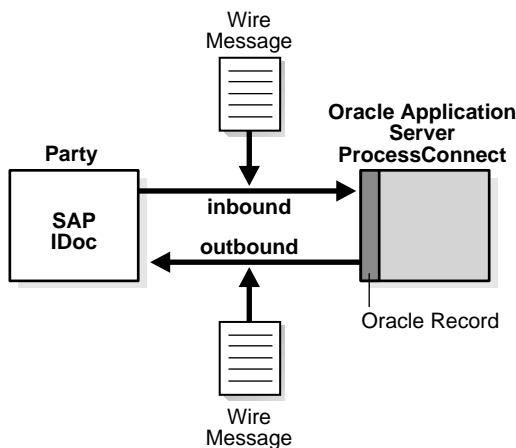 Wire
Message
Oracle Application
Server
ProcessConnect
Party
SAP
IDoc
inbound
outbound
Oracle Record
Wire
Message